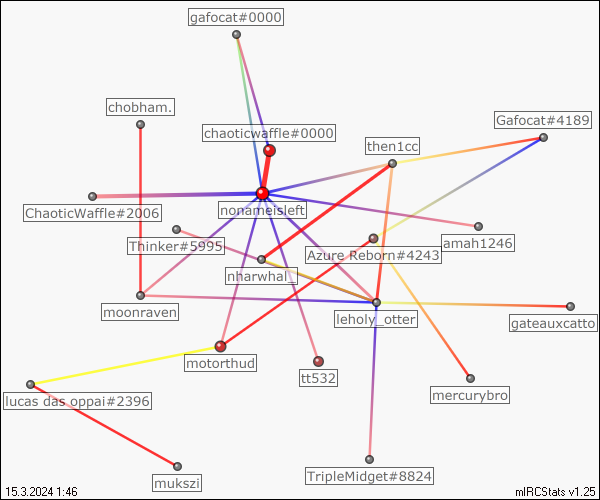 gafocat#0000
chobham.
Gafocat#4189
chaoticwaffle#0000
then1cc
ChaoticWaffle#2006
nonameisleft
amah1246
Thinker#5995
Azure Reborn#4243
nharwhal_
moonraven
leholy_otter
gateauxcatto
motorthud
tt532
mercurybro
lucas das oppai#2396
mukszi
TripleMidget#8824
15.3.2024 1:46
mIRCStats v1.25